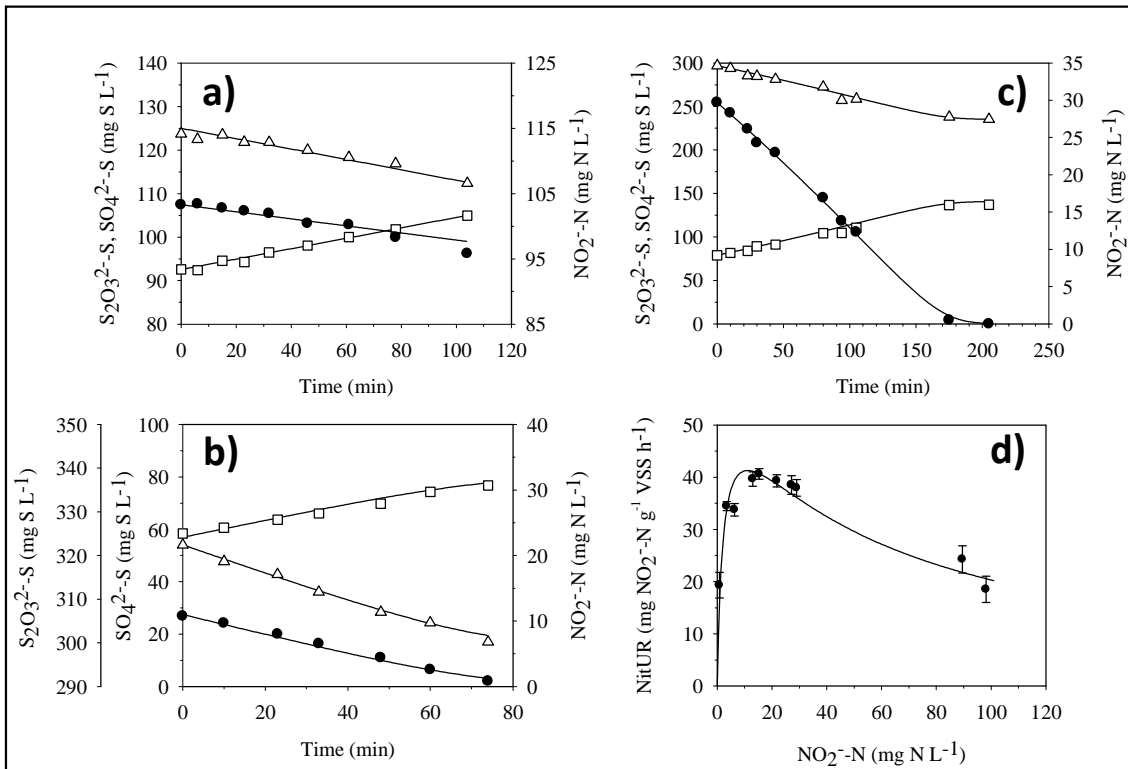 a)
140
130
120
110
100
90
80
S2O3²⁻-S, SO4²⁻-S (mg S L⁻¹)
125
115
105
95
85
NO2⁻-N (mg N L⁻¹)
0 20 40 60 80 100 120
Time (min)
c)
300
250
200
150
100
50
0
S2O3²⁻-S, SO4²⁻-S (mg S L⁻¹)
35
30
25
20
15
10
5
0
NO2⁻-N (mg N L⁻¹)
0 50 100 150 200 250
Time (min)
b)
350
340
330
320
310
300
290
S2O3²⁻-S (mg S L⁻¹)
100
80
60
40
20
0
SO4²⁻-S (mg S L⁻¹)
40
30
20
10
0
NO2⁻-N (mg N L⁻¹)
0 20 40 60 80
Time (min)
d)
50
40
30
20
10
0
NitUR (mg NO2⁻-N g⁻¹ VSS h⁻¹)
0 20 40 60 80 100 120
NO2⁻-N (mg N L⁻¹)